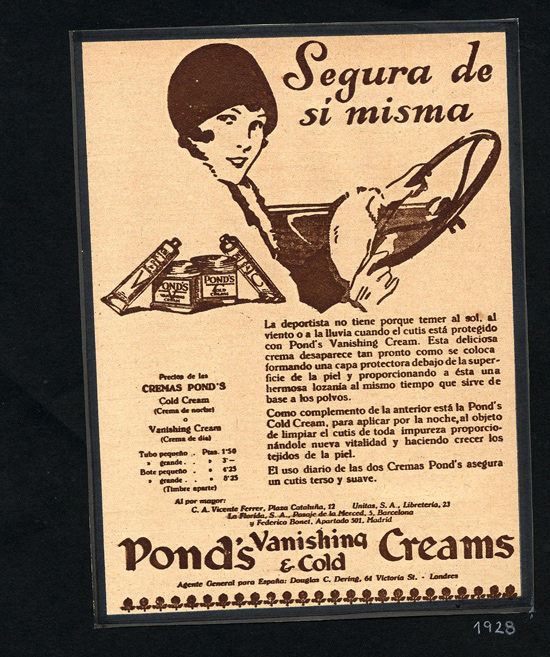 Segura de
sí misma
POND'S
POND'S
COLD
CREAM
La deportista no tiene porque temer al sol, al
viento o a la lluvia cuando el cutis está protegido
con Pond's Vanishing Cream. Esta deliciosa
crema desaparece tan pronto como se coloca
formando una capa protectora debajo de la super-
ficie de la piel y proporcionando a ésta una
hermosa lozanía al mismo tiempo que sirve de
base a los polvos.
Como complemento de la anterior está la Pond's
Cold Cream, para aplicar por la noche, al objeto
de limpiar el cutis de toda impureza proporcio-
nándole nueva vitalidad y haciendo crecer los
tejidos de la piel.
El uso diario de las dos Cremas Pond's asegura
un cutis terso y suave.
Precios de las
CREMAS POND'S
Cold Cream
(Crema de noche)
o
Vanishing Cream
(Crema de día)
Tubo pequeño . Ptas. 1'50
» grande . . » 3'—
Bote pequeño . » 4'25
» grande . . » 8'25
(Timbre aparte)
Al por mayor:
C. A. Vicente Ferrer, Plaza Cataluña, 12 Unitas, S. A., Libretería, 23
La Florida, S. A., Pasaje de la Merced, 5, Barcelona
y Federico Bonet, Apartado 501, Madrid
Pond's Vanishing & Cold Creams
Agente General para España: Douglas C. Dering, 64 Victoria St. - Londres
1928